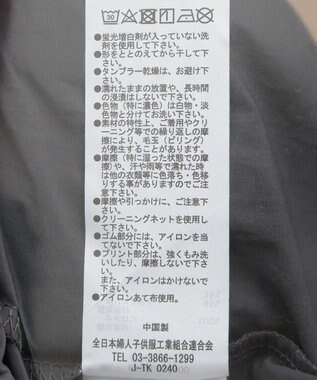 30
●蛍光増白剤が入っていない洗
剤を使用して下さい。
●形をととのえてから干して下
さい。
●タンブラー乾燥は、お避け下
さい。
●濡れたままの放置や、長時間
の浸漬はしないで下さい。
●色物（特に濃色）は白物・淡
色物と分けてお洗い下さい。
●素材の特性上、ご着用やクリ
ーニング等での繰り返しの摩
擦により、毛玉（ピリング）
が発生することがあります。
●摩擦（特に湿った状態での摩
擦）や、汗や雨等で濡れた時
は他の衣類等に色落ち・色移
りする事がありますのでご注
意下さい。
●摩擦や引っかけに、ご注意下
さい。
●クリーニングネットを使用し
て下さい。
●ゴム部分には、アイロンを当
てないで下さい。
●プリント部分は、強くもみ洗
いしたり、摩擦しないで下さ
い。
また、アイロンはかけないで
下さい。
●アイロンあて布使用。
中国製
全日本婦人子供服工業組合連合会
TEL 03-3866-1299
J-TK 0240